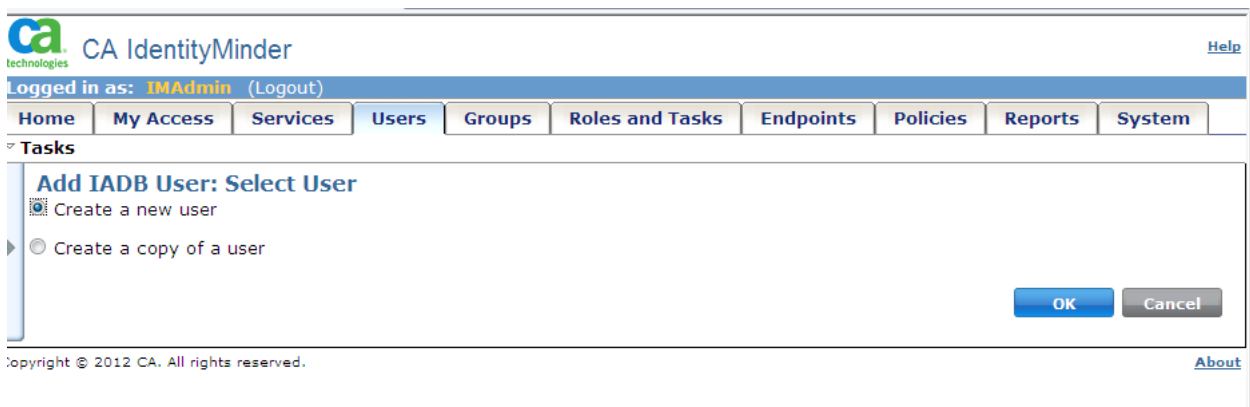 ca
technologies
CA IdentityMinder
Help
Logged in as: IMAdmin (Logout)
Home My Access Services Users Groups Roles and Tasks Endpoints Policies Reports System
Tasks
Add IADB User: Select User
Create a new user
Create a copy of a user
OK Cancel
Copyright © 2012 CA. All rights reserved. About